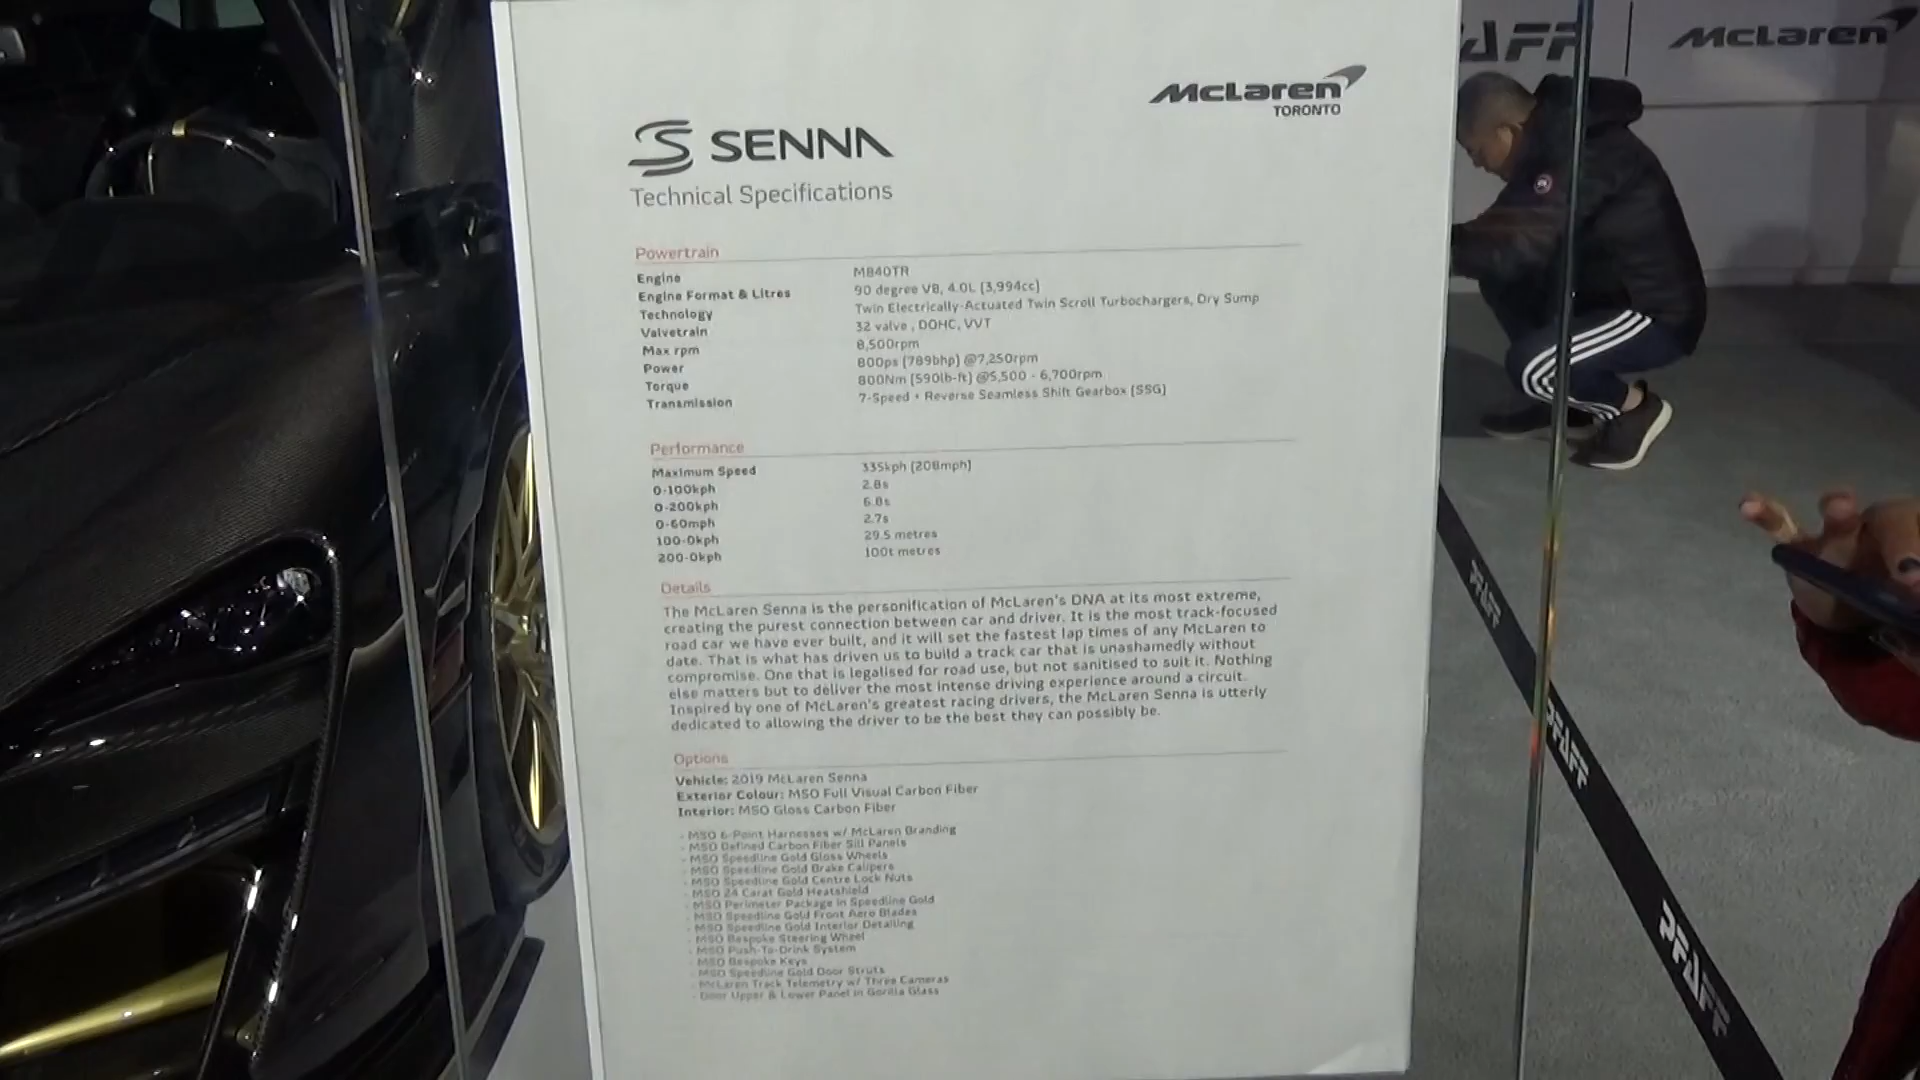 AFF
McLaren
McLaren
TORONTO
SENNA
Technical Specifications
Powertrain
Engine M840TR
Engine Format & Litres 90 degree V8, 4.0L (3,994cc)
Technology Twin Electrically-Actuated Twin Scroll Turbochargers, Dry Sump
Valvetrain 32 valve , DOHC, VVT
Max rpm 8,500rpm
Power 800ps (789bhp) @7,250rpm
Torque 800Nm (590lb-ft) @5,500 - 6,700rpm
Transmission 7-Speed + Reverse Seamless Shift Gearbox (SSG)
Performance
Maximum Speed 335kph (208mph)
0-100kph 2.8s
0-200kph 6.8s
0-60mph 2.7s
100-0kph 29.5 metres
200-0kph 100t metres
Details
The McLaren Senna is the personification of McLaren's DNA at its most extreme,
creating the purest connection between car and driver. It is the most track-focused
road car we have ever built, and it will set the fastest lap times of any McLaren to
date. That is what has driven us to build a track car that is unashamedly without
compromise. One that is legalised for road use, but not sanitised to suit it. Nothing
else matters but to deliver the most intense driving experience around a circuit.
Inspired by one of McLaren's greatest racing drivers, the McLaren Senna is utterly
dedicated to allowing the driver to be the best they can possibly be.
Options
Vehicle: 2019 McLaren Senna
Exterior Colour: MSO Full Visual Carbon Fiber
Interior: MSO Gloss Carbon Fiber
- MSO 6-Point Harnesses w/ McLaren Branding
- MSO Defined Carbon Fiber Sill Panels
- MSO Speedline Gold Gloss Wheels
- MSO Speedline Gold Brake Calipers
- MSO Speedline Gold Centre Lock Nuts
- MSO 24 Carat Gold Heatshield
- MSO Perimeter Package in Speedline Gold
- MSO Speedline Gold Front Aero Blades
- MSO Speedline Gold Interior Detailing
- MSO Bespoke Steering Wheel
- MSO Push-To-Drink System
- MSO Bespoke Keys
- MSO Speedline Gold Door Struts
- McLaren Track Telemetry w/ Three Cameras
- Door Upper & Lower Panel in Gorilla Glass
PFAFF
PFAFF
PFAFF